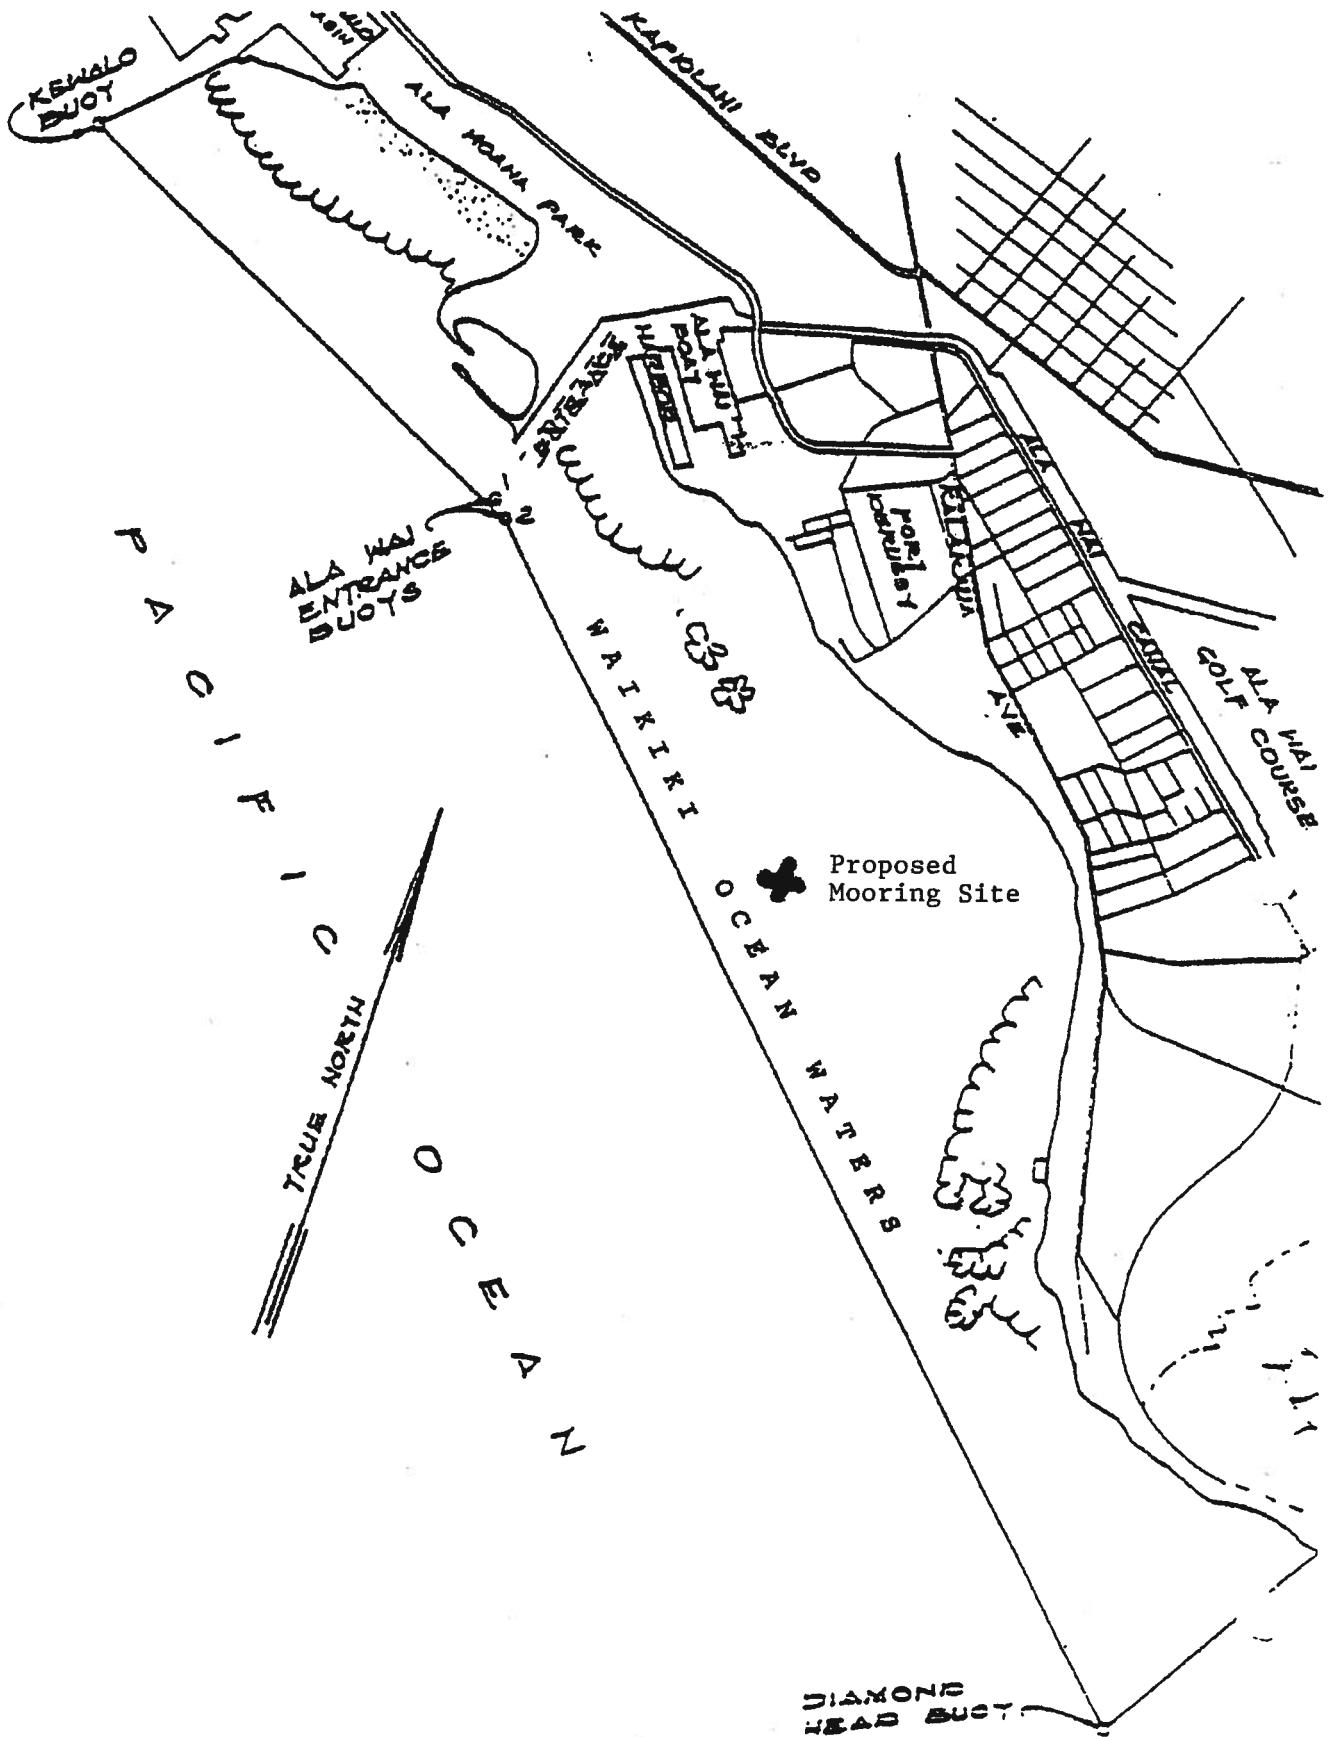 KEWALO
BUOY
ALA MOANA PARK
KAPIOLANI BLVD
ENTRANCE
ALA WAI
BOAT
HARBOR
ALA WAI CANAL
ALA WAI
GOLF COURSE
FORT
DERUSSY
KALAKAUA AVE
2
ALA WAI
ENTRANCE
BUOYS
PACIFIC OCEAN
WAIKIKI OCEAN WATERS
Proposed
Mooring Site
TRUE NORTH
DIAMOND
HEAD BUOY